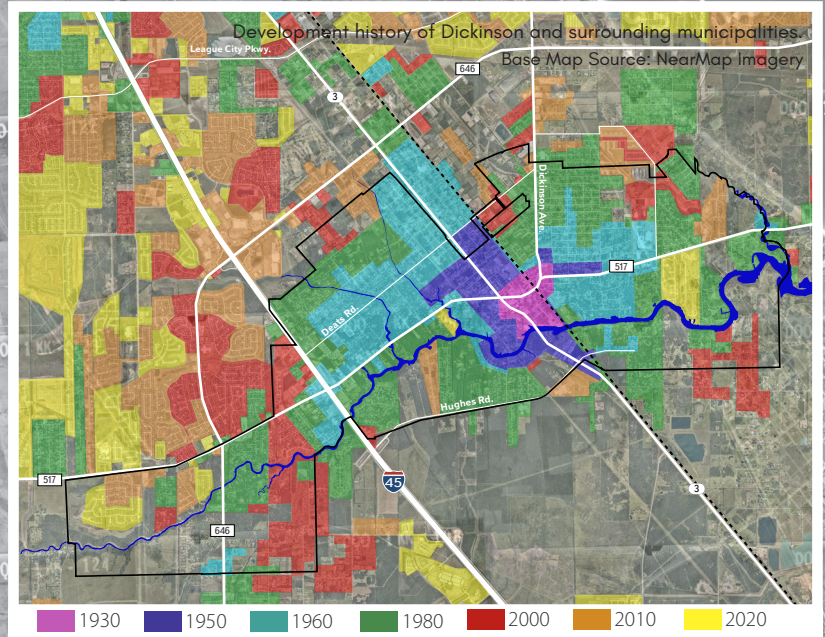 Development history of Dickinson and surrounding municipalities.
Base Map Source: NearMap Imagery
League City Pkwy.
646
3
Dickinson Ave.
517
Deats Rd.
Hughes Rd.
517
45
3
646
1930
1950
1960
1980
2000
2010
2020